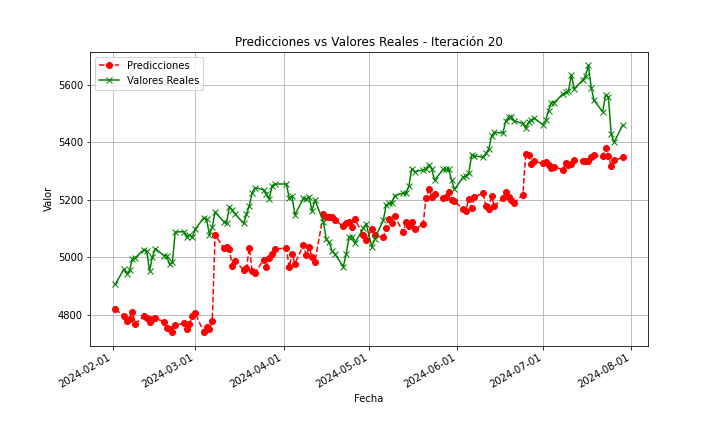 Predicciones vs Valores Reales - Iteración 20
Predicciones
Valores Reales
Valor
5600
5400
5200
5000
4800
2024-02-01
2024-03-01
2024-04-01
2024-05-01
2024-06-01
2024-07-01
2024-08-01
Fecha